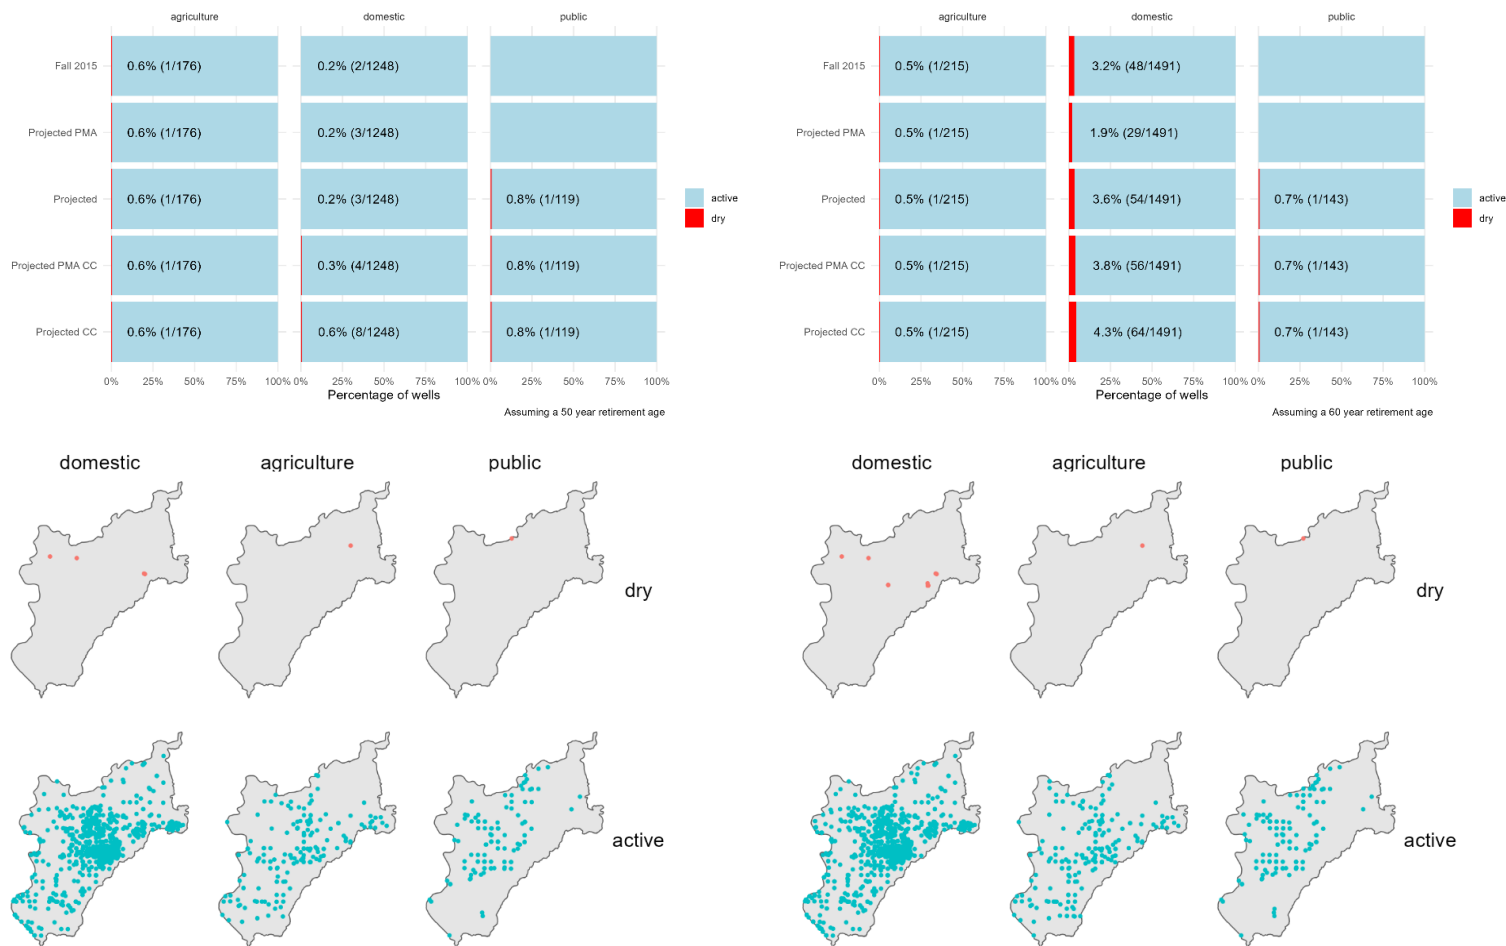 agriculture domestic public
Fall 2015 0.6% (1/176) 0.2% (2/1248)
Projected PMA 0.6% (1/176) 0.2% (3/1248)
Projected 0.6% (1/176) 0.2% (3/1248) 0.8% (1/119)
Projected PMA CC 0.6% (1/176) 0.3% (4/1248) 0.8% (1/119)
Projected CC 0.6% (1/176) 0.6% (8/1248) 0.8% (1/119)
0% 25% 50% 75% 100% 0% 25% 50% 75% 100% 0% 25% 50% 75% 100%
Percentage of wells
Assuming a 50 year retirement age
active
dry
agriculture domestic public
Fall 2015 0.5% (1/215) 3.2% (48/1491)
Projected PMA 0.5% (1/215) 1.9% (29/1491)
Projected 0.5% (1/215) 3.6% (54/1491) 0.7% (1/143)
Projected PMA CC 0.5% (1/215) 3.8% (56/1491) 0.7% (1/143)
Projected CC 0.5% (1/215) 4.3% (64/1491) 0.7% (1/143)
0% 25% 50% 75% 100% 0% 25% 50% 75% 100% 0% 25% 50% 75% 100%
Percentage of wells
Assuming a 60 year retirement age
active
dry
domestic agriculture public
dry
active
domestic agriculture public
dry
active